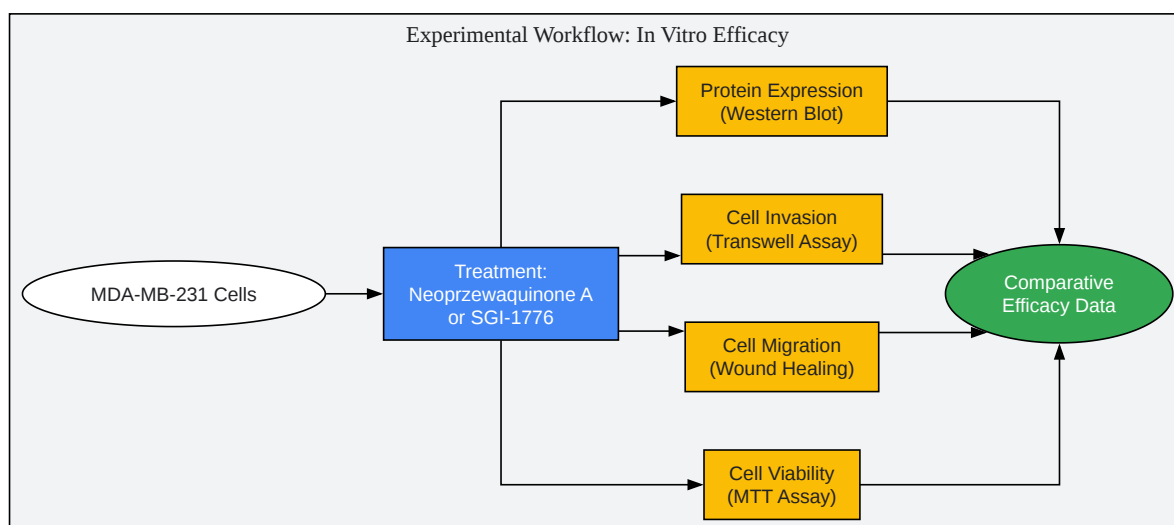 Experimental Workflow: In Vitro Efficacy
MDA-MB-231 Cells
Treatment:
Neoprzewaquinone A
or SGI-1776
Protein Expression
(Western Blot)
Cell Invasion
(Transwell Assay)
Cell Migration
(Wound Healing)
Cell Viability
(MTT Assay)
Comparative
Efficacy Data